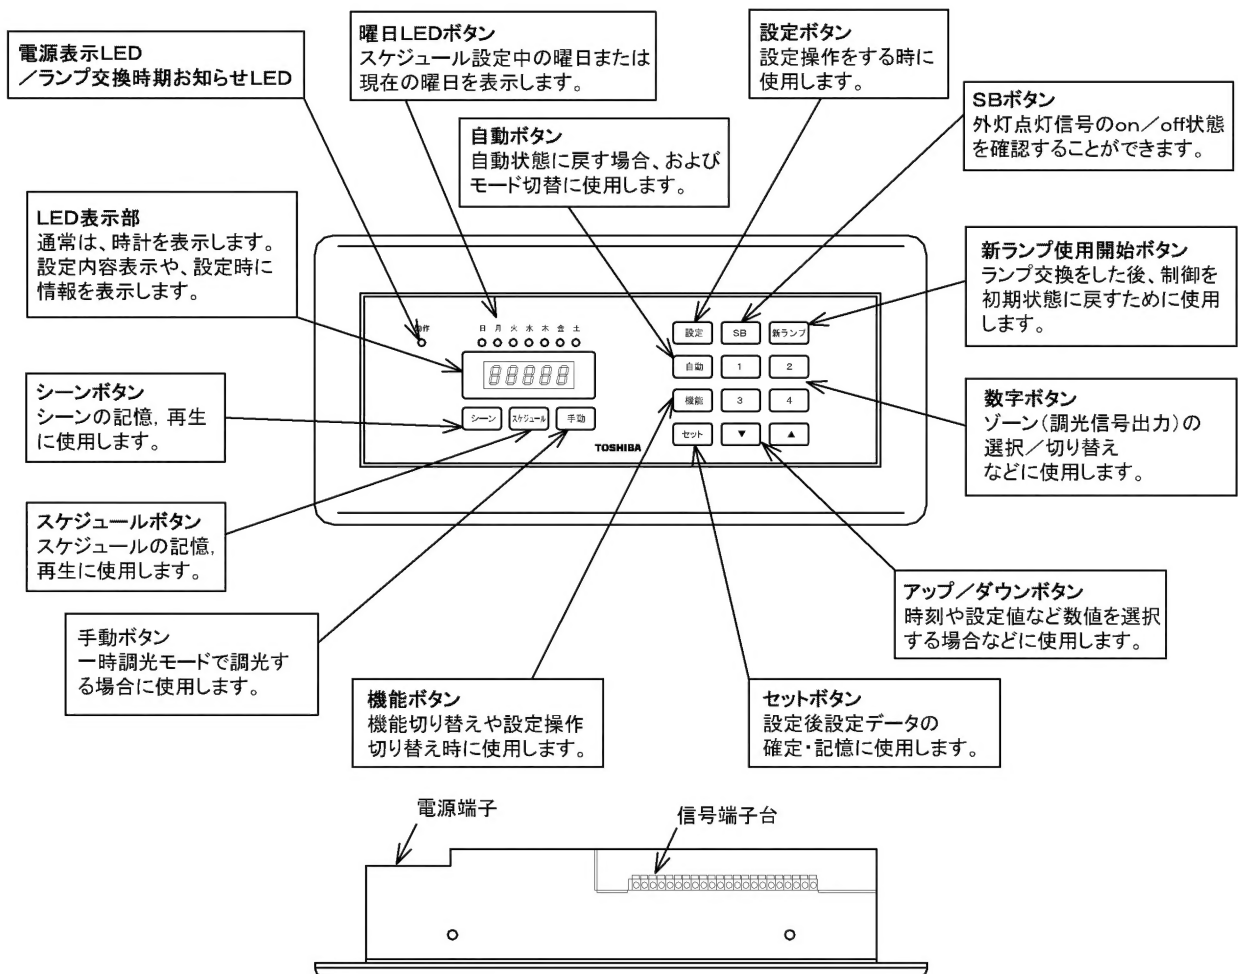 電源表示LED
／ランプ交換時期お知らせLED
曜日LEDボタン
スケジュール設定中の曜日または
現在の曜日を表示します。
設定ボタン
設定操作をする時に
使用します。
SBボタン
外灯点灯信号のon／off状態
を確認することができます。
自動ボタン
自動状態に戻す場合、および
モード切替に使用します。
LED表示部
通常は、時計を表示します。
設定内容表示や、設定時に
情報を表示します。
新ランプ使用開始ボタン
ランプ交換をした後、制御を
初期状態に戻すために使用
します。
動作
日 月 火 水 木 金 土
88888
設定 SB 新ランプ
自動 1 2
機能 3 4
セット ▼ ▲
シーン スケジュール 手動
TOSHIBA
シーンボタン
シーンの記憶，再生
に使用します。
数字ボタン
ゾーン（調光信号出力）の
選択／切り替え
などに使用します。
スケジュールボタン
スケジュールの記憶，
再生に使用します。
アップ／ダウンボタン
時刻や設定値など数値を選択
する場合などに使用します。
手動ボタン
一時調光モードで調光す
る場合に使用します。
機能ボタン
機能切り替えや設定操作
切り替え時に使用します。
セットボタン
設定後設定データの
確定・記憶に使用します。
電源端子
信号端子台